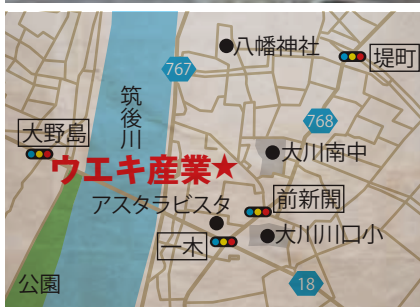 八幡神社
堤町
767
筑後川
768
大野島
大川南中
ウエキ産業★
アスタラビスタ
前新開
一木
大川川口小
公園
18